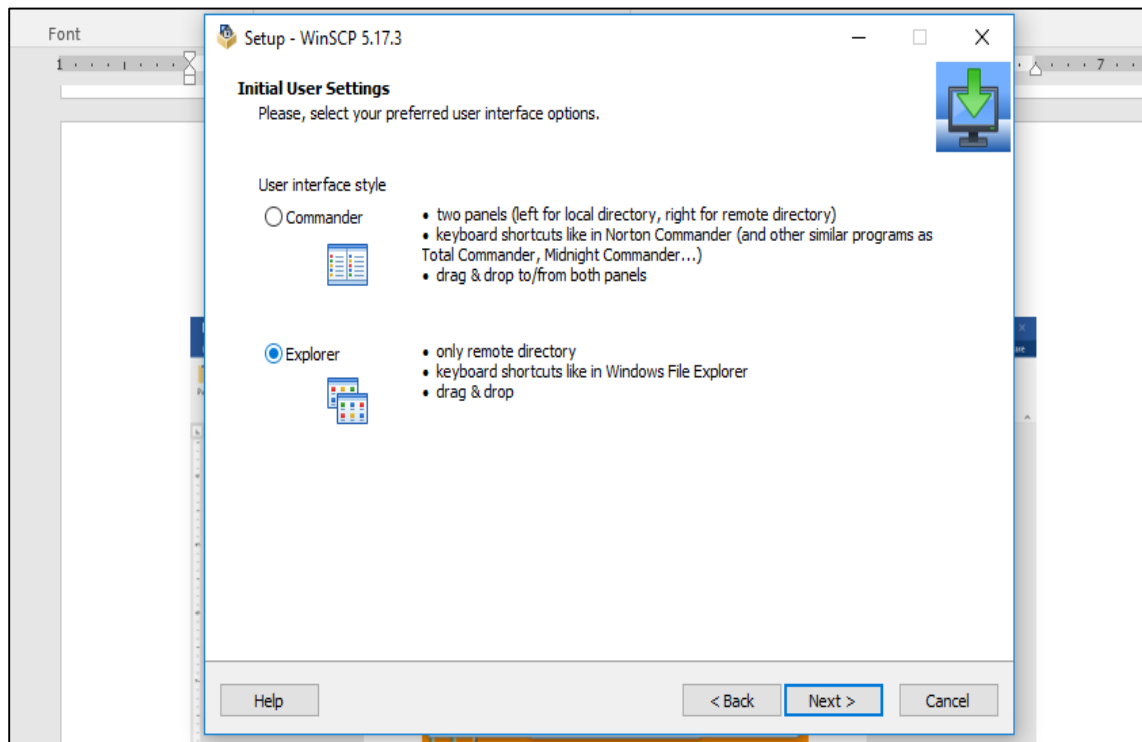 Font
Setup - WinSCP 5.17.3
1
7
Initial User Settings
Please, select your preferred user interface options.
User interface style
Commander
• two panels (left for local directory, right for remote directory)
• keyboard shortcuts like in Norton Commander (and other similar programs as
Total Commander, Midnight Commander...)
• drag & drop to/from both panels
Explorer
• only remote directory
• keyboard shortcuts like in Windows File Explorer
• drag & drop
Help
< Back
Next >
Cancel